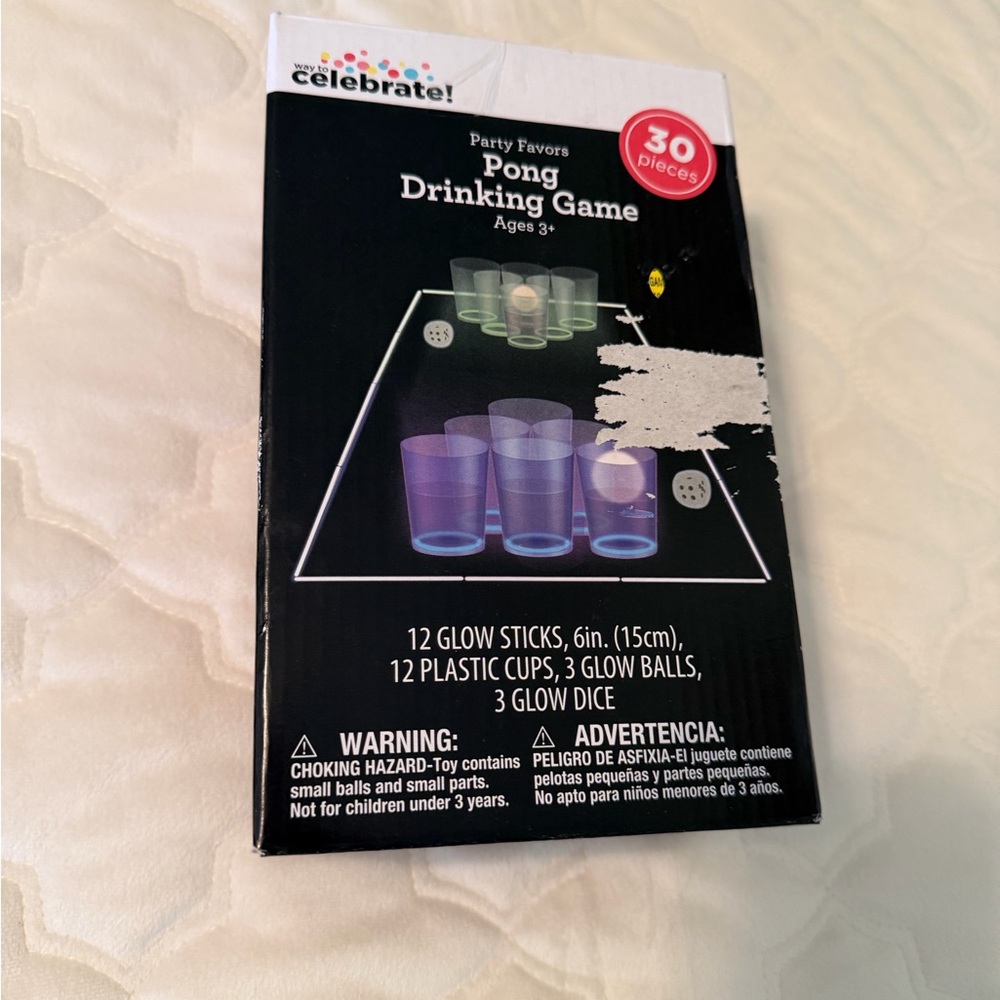 way to
celebrate!
30
pieces
Party Favors
Pong
Drinking Game
Ages 3+
12 GLOW STICKS, 6in. (15cm),
12 PLASTIC CUPS, 3 GLOW BALLS,
3 GLOW DICE
WARNING:
CHOKING HAZARD-Toy contains
small balls and small parts.
Not for children under 3 years.
ADVERTENCIA:
PELIGRO DE ASFIXIA-El juguete contiene
pelotas pequeñas y partes pequeñas.
No apto para niños menores de 3 años.